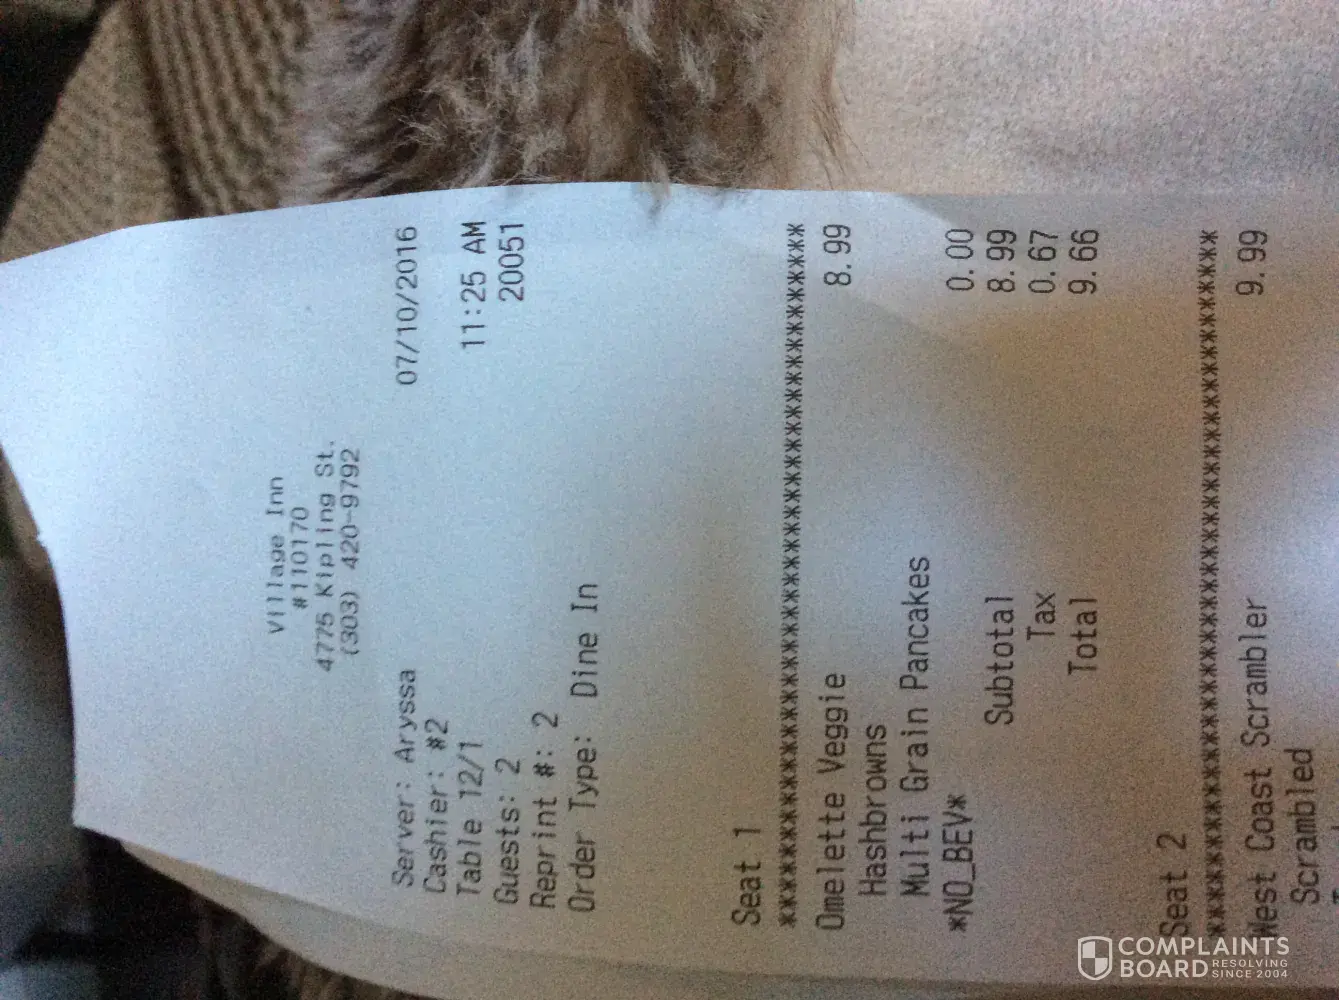 Village Inn
#110170
4775 Kipling St.
(303) 420-9792
Server: Aryssa 07/10/2016
Cashier: #2
Table 12/1 11:25 AM
Guests: 2 20051
Reprint #: 2
Order Type: Dine In
Seat 1
****************************************
Omelette Veggie 8.99
Hashbrowns
Multi Grain Pancakes
*NO_BEV* 0.00
Subtotal 8.99
Tax 0.67
Total 9.66
Seat 2
****************************************
West Coast Scrambler 9.99
Scrambled
COMPLAINTS
BOARD RESOLVING
SINCE 2004